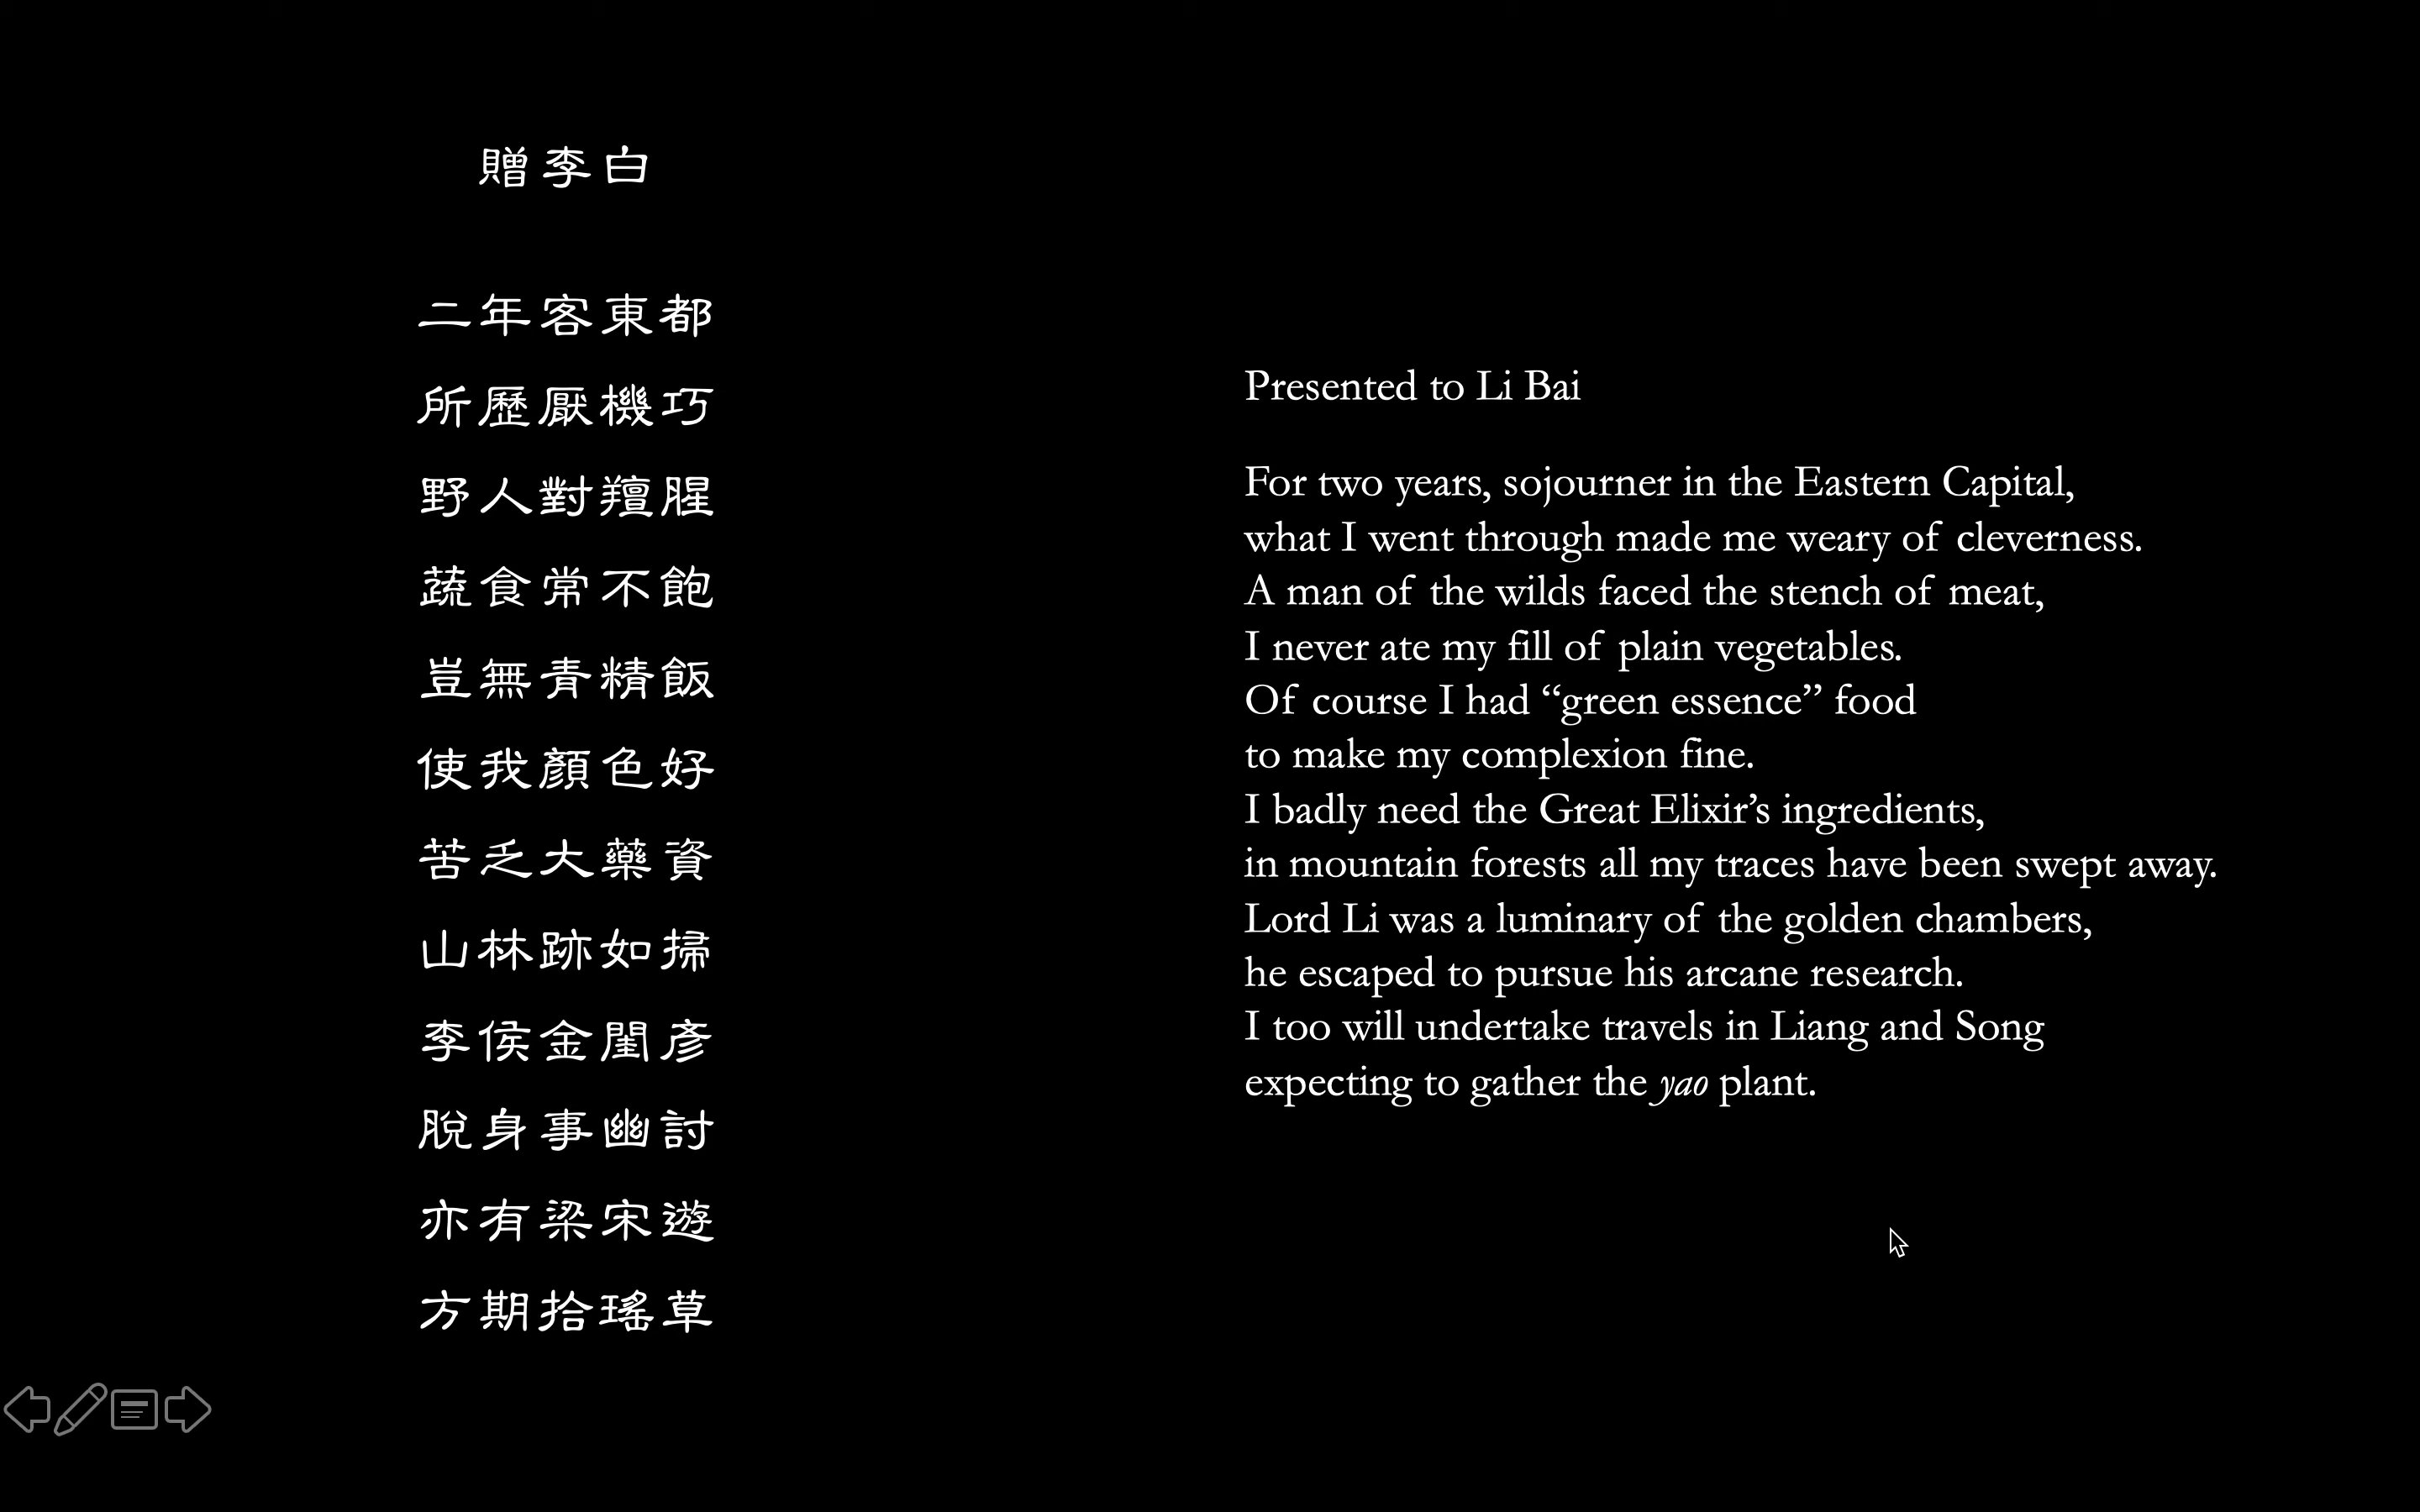 贈李白
二年客東都
所歷厭機巧
野人對羶腥
蔬食常不飽
豈無青精飯
使我顏色好
苦乏大藥資
山林跡如掃
李侯金閨彥
脫身事幽討
亦有梁宋遊
方期拾瑤草
Presented to Li Bai
For two years, sojourner in the Eastern Capital,
what I went through made me weary of cleverness.
A man of the wilds faced the stench of meat,
I never ate my fill of plain vegetables.
Of course I had “green essence” food
to make my complexion fine.
I badly need the Great Elixir’s ingredients,
in mountain forests all my traces have been swept away.
Lord Li was a luminary of the golden chambers,
he escaped to pursue his arcane research.
I too will undertake travels in Liang and Song
expecting to gather the yao plant.